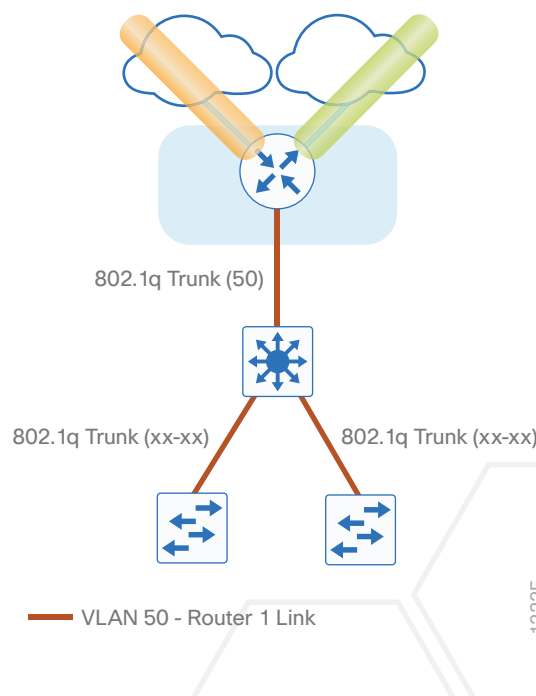 802.1q Trunk (50)
802.1q Trunk (xx-xx)
802.1q Trunk (xx-xx)
VLAN 50 - Router 1 Link